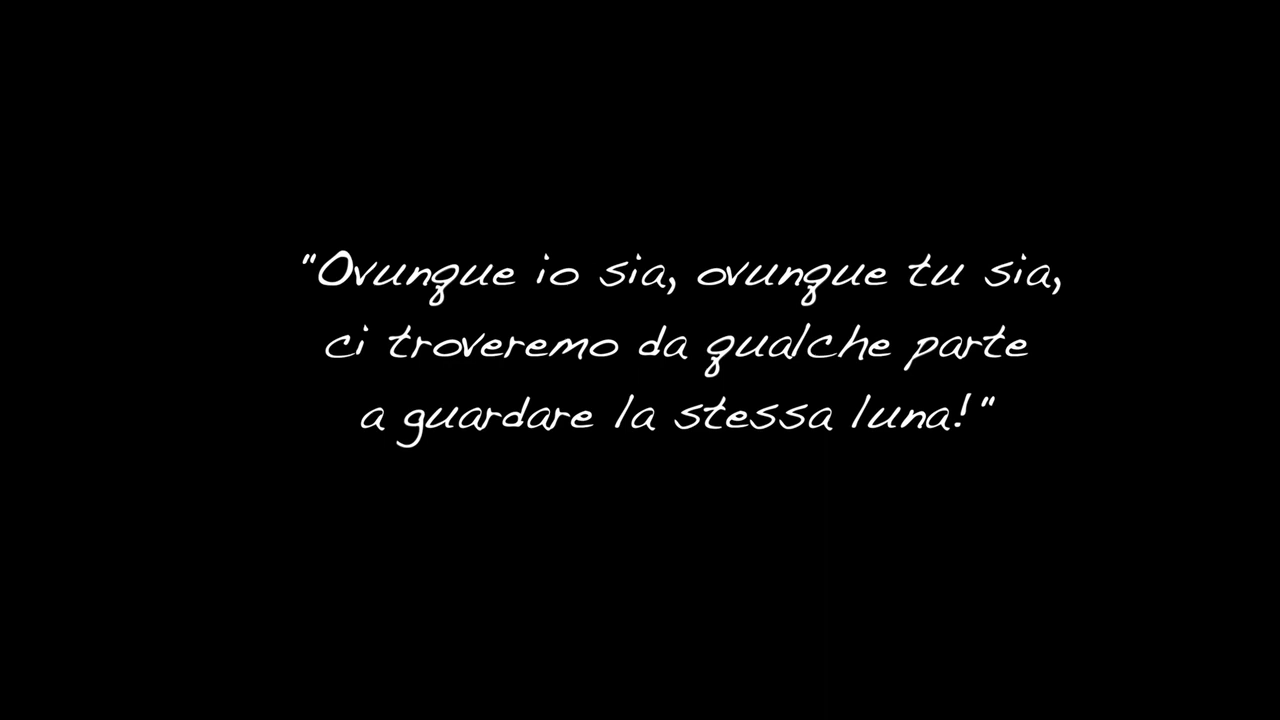 "Ovunque io sia, ovunque tu sia,
ci troveremo da qualche parte
a guardare la stessa luna!"